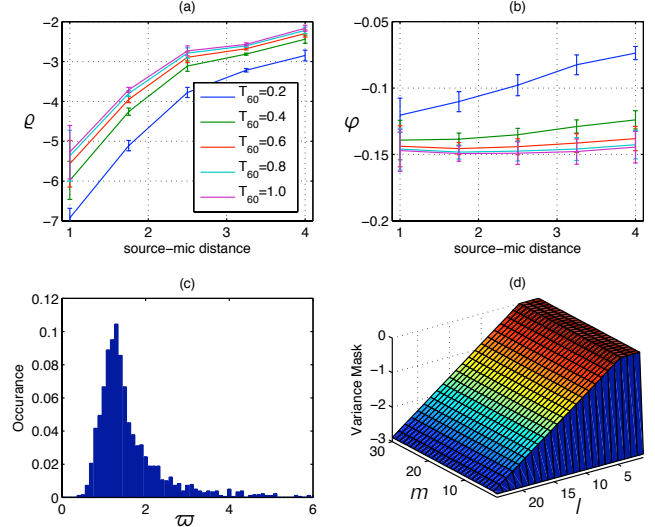 (a)
−2
−3
−4
−5
−6
−7
ϱ
1
2
3
4
source−mic distance
T60=0.2
T60=0.4
T60=0.6
T60=0.8
T60=1.0
(b)
−0.05
−0.1
−0.15
−0.2
φ
1
2
3
4
source−mic distance
(c)
0.12
0.1
0.08
0.06
0.04
0.02
0
Occurance
0
2
4
6
ϖ
(d)
0
−1
−2
−3
Variance Mask
30
20
10
m
20
15
10
5
l